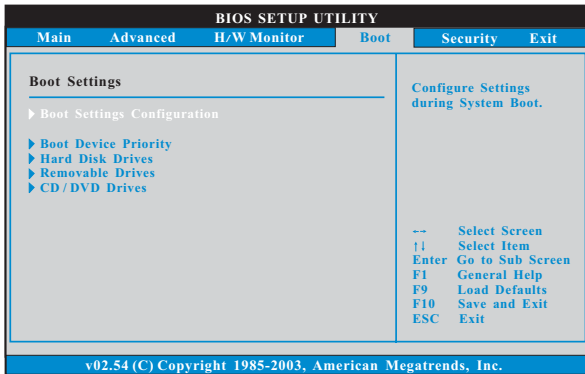 BIOS SETUP UTILITY
Main Advanced H/W Monitor Boot Security Exit
Boot Settings
Boot Settings Configuration
Boot Device Priority
Hard Disk Drives
Removable Drives
CD / DVD Drives
Configure Settings
during System Boot.
←→ Select Screen
↑↓ Select Item
Enter Go to Sub Screen
F1 General Help
F9 Load Defaults
F10 Save and Exit
ESC Exit
v02.54 (C) Copyright 1985-2003, American Megatrends, Inc.